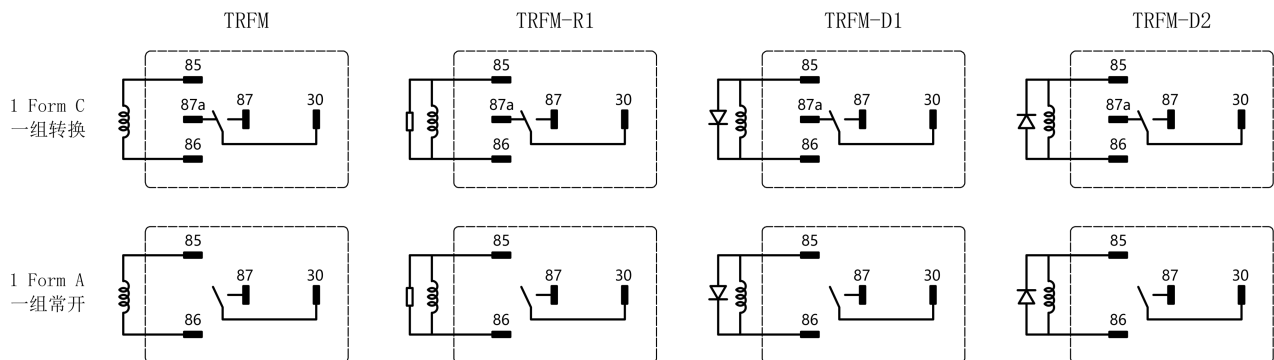 TRFM TRFM-R1 TRFM-D1 TRFM-D2
85 85 85 85
1 Form C 87a 87 30 87a 87 30 87a 87 30 87a 87 30
一组转换
86 86 86 86
85 85 85 85
1 Form A 87 30 87 30 87 30 87 30
一组常开
86 86 86 86